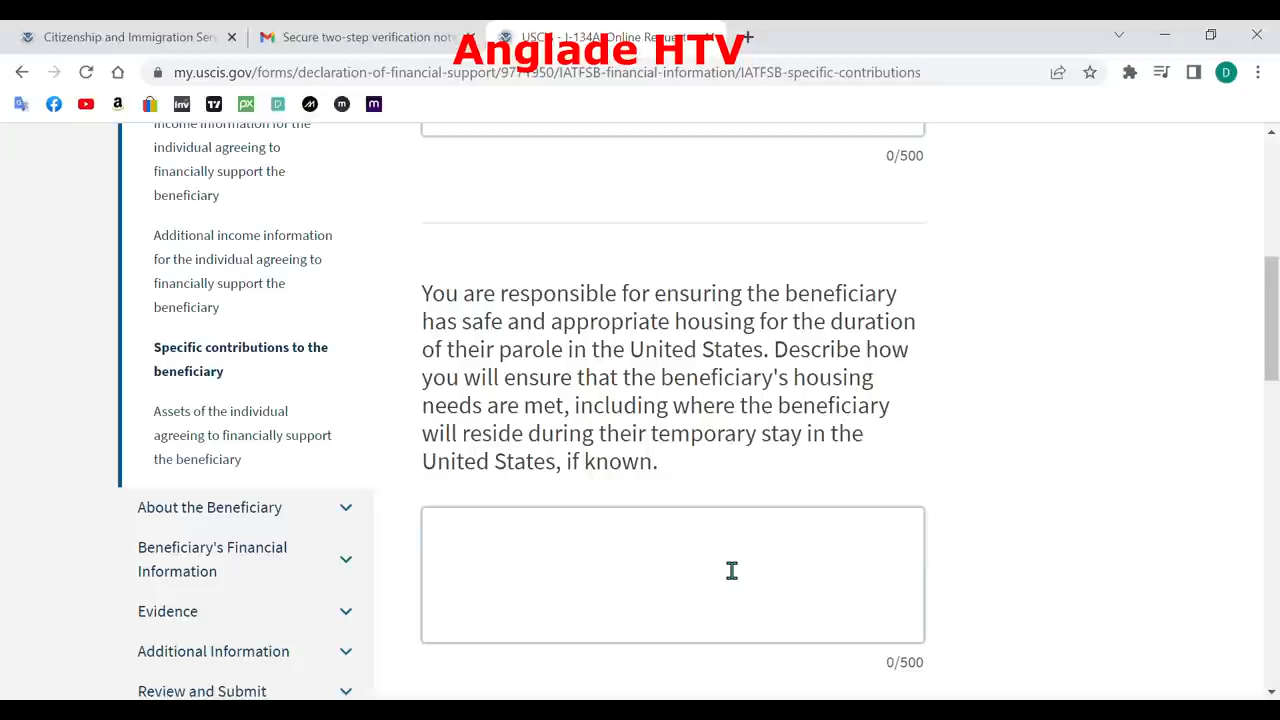 Citizenship and Immigration Ser
Secure two-step verification not
USCIS - I-134A Online Reque
Anglade HTV
my.uscis.gov/forms/declaration-of-financial-support/9771950/IATFSB-financial-information/IATFSB-specific-contributions
D
income information for the
individual agreeing to
financially support the
beneficiary
Additional income information
for the individual agreeing to
financially support the
beneficiary
Specific contributions to the
beneficiary
Assets of the individual
agreeing to financially support
the beneficiary
About the Beneficiary
Beneficiary's Financial
Information
Evidence
Additional Information
Review and Submit
0/500
You are responsible for ensuring the beneficiary
has safe and appropriate housing for the duration
of their parole in the United States. Describe how
you will ensure that the beneficiary's housing
needs are met, including where the beneficiary
will reside during their temporary stay in the
United States, if known.
0/500